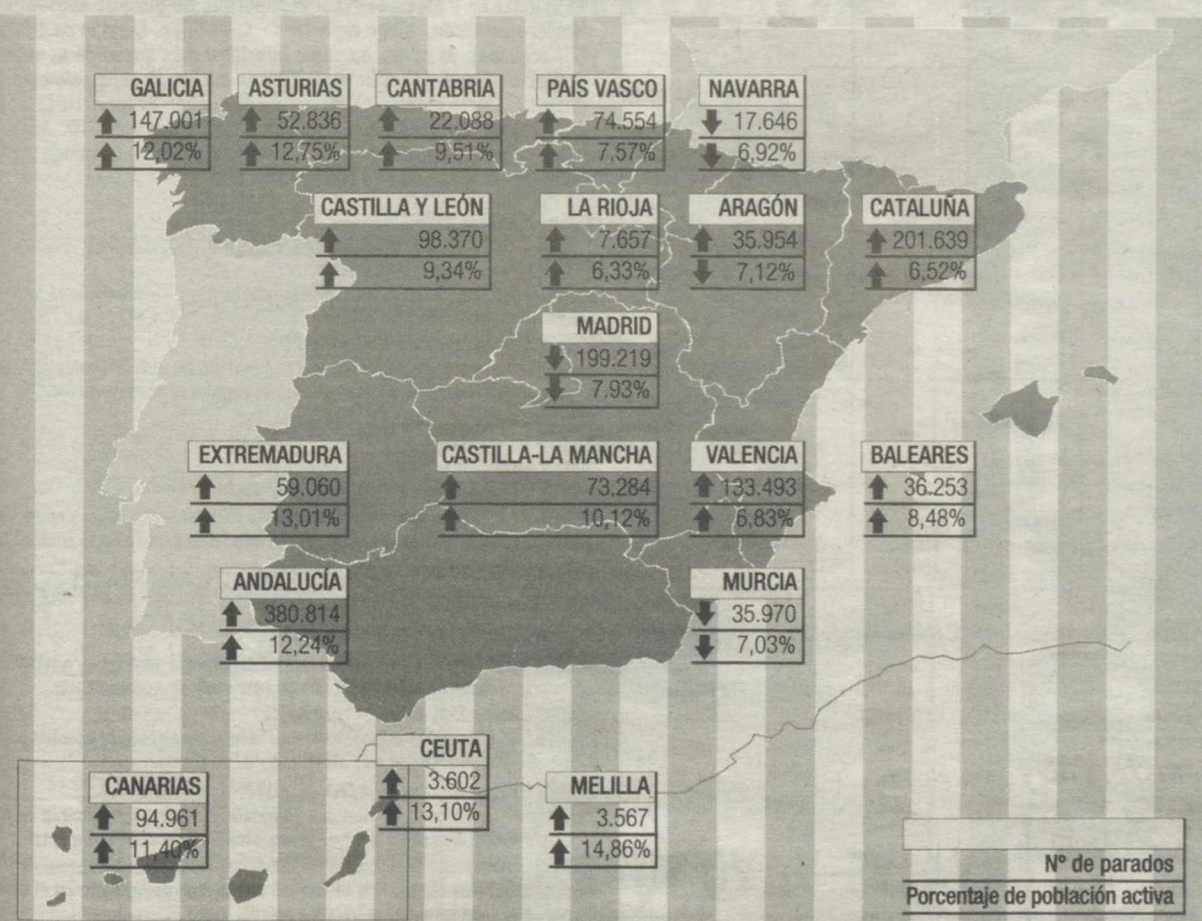 GALICIA
147.001
12,02%
ASTURIAS
52.836
12,75%
CANTABRIA
22.088
9,51%
PAÍS VASCO
74.554
7,57%
NAVARRA
17.646
6,92%
CASTILLA Y LEÓN
98.370
9,34%
LA RIOJA
7.657
6,33%
ARAGÓN
35.954
7,12%
CATALUÑA
201.639
6,52%
MADRID
199.219
7.93%
EXTREMADURA
59.060
13,01%
CASTILLA-LA MANCHA
73.284
10,12%
VALENCIA
133.493
6,83%
BALEARES
36.253
8,48%
ANDALUCÍA
380.814
12,24%
MURCIA
35.970
7,03%
CEUTA
3.602
13,10%
CANARIAS
94.961
11,40%
MELILLA
3.567
14,86%
Nº de parados
Porcentaje de población activa